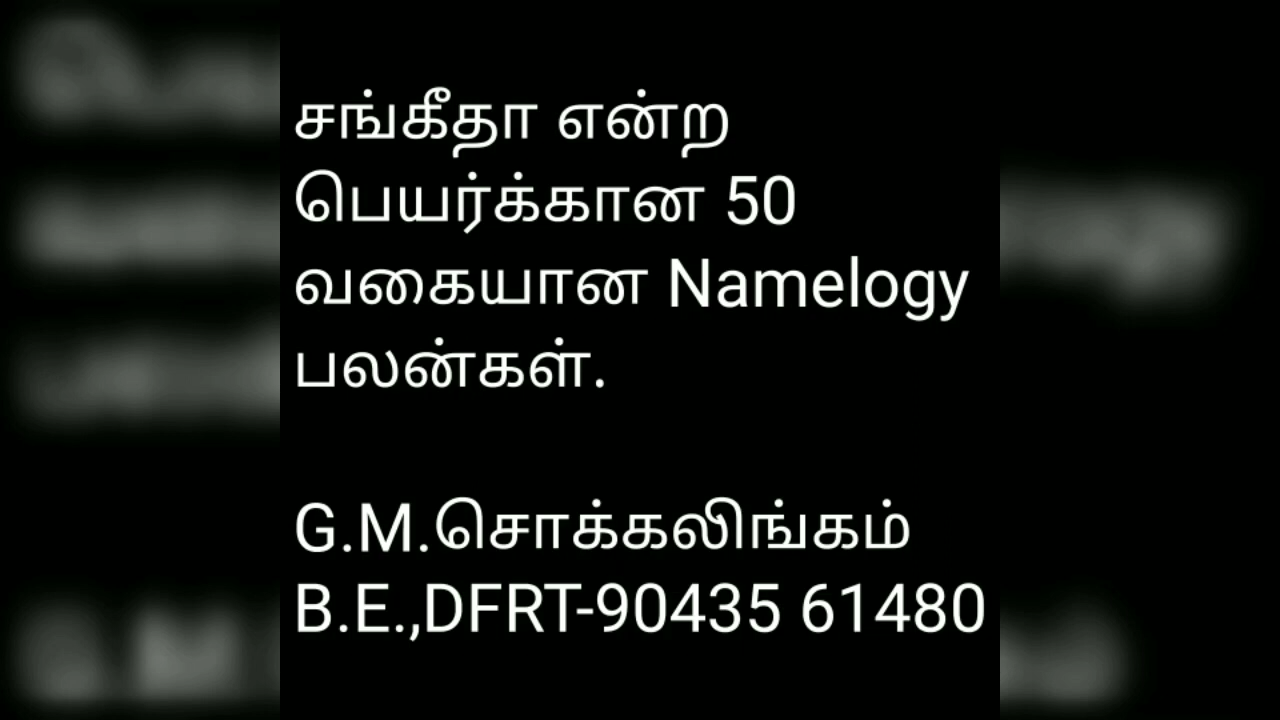 சங்கீதா என்ற
பெயர்க்கான 50
வகையான Namelogy
பலன்கள்.
G.M.சொக்கலிங்கம்
B.E.,DFRT-90435 61480